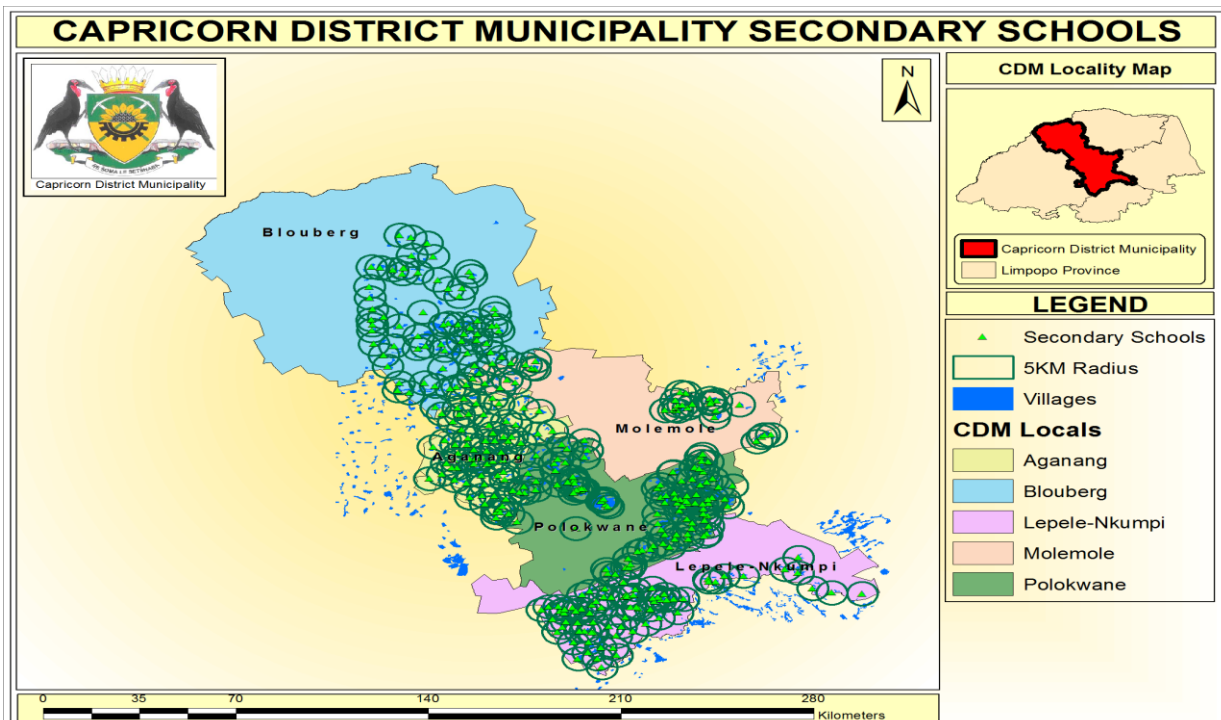 CAPRICORN DISTRICT MUNICIPALITY SECONDARY SCHOOLS
Capricorn District Municipality
N
CDM Locality Map
Capricorn District Municipality
Limpopo Province
LEGEND
Secondary Schools
5KM Radius
Villages
CDM Locals
Aganang
Blouberg
Lepele-Nkumpi
Molemole
Polokwane
Blouberg
Molemole
Aganang
Polokwane
Lepele-Nkumpi
0 35 70 140 210 280
Kilometers